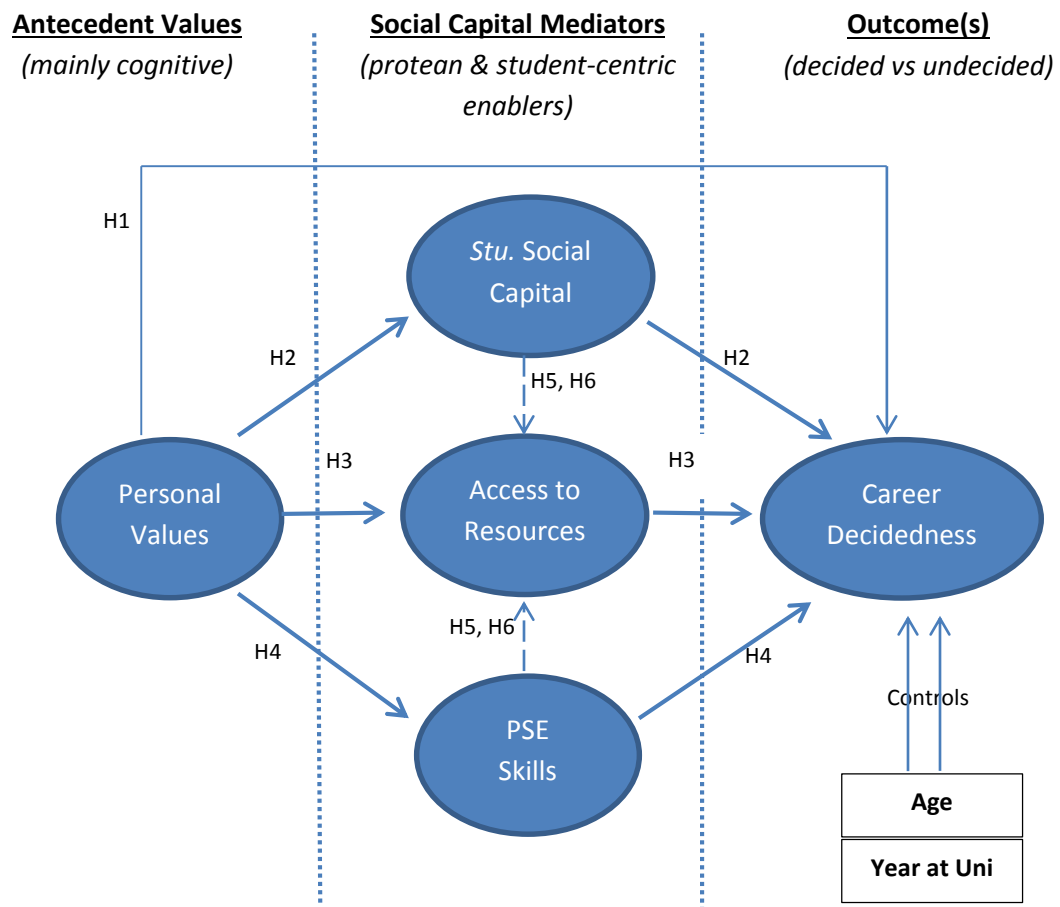 Antecedent Values
(mainly cognitive)
Social Capital Mediators
(protean & student-centric
enablers)
Outcome(s)
(decided vs undecided)
H1
Stu. Social
Capital
H2
H2
H5, H6
H3
H3
Personal
Values
Access to
Resources
Career
Decidedness
H5, H6
H4
H4
PSE
Skills
Controls
Age
Year at Uni